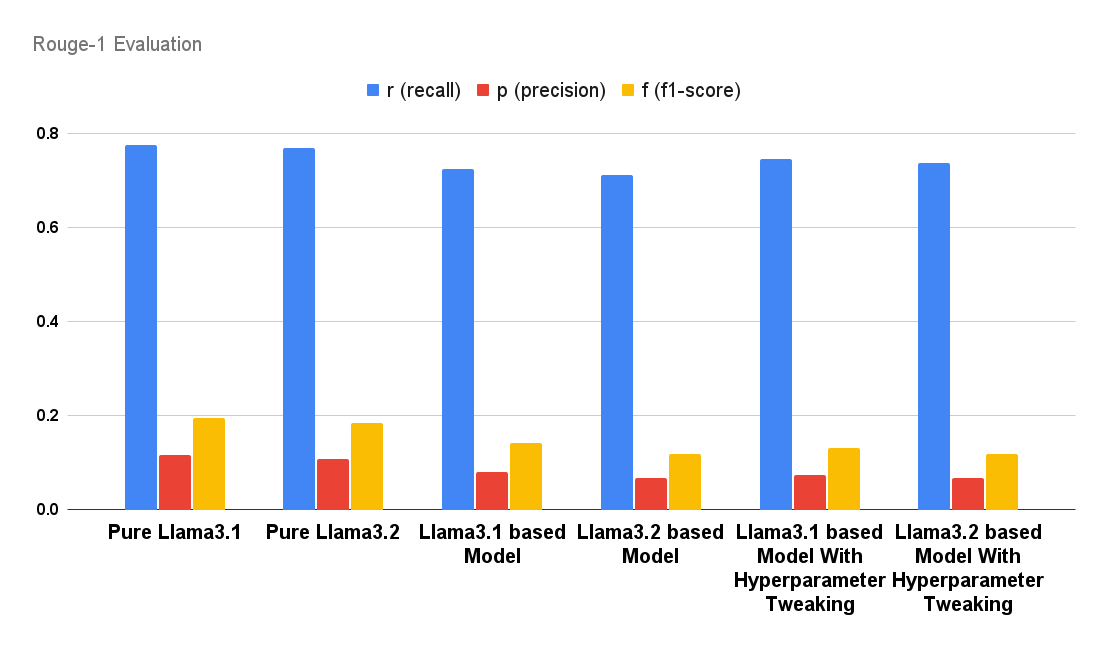 Rouge-1 Evaluation
r (recall) p (precision) f (f1-score)
0.8
0.6
0.4
0.2
0.0
Pure Llama3.1
Pure Llama3.2
Llama3.1 based
Model
Llama3.2 based
Model
Llama3.1 based
Model With
Hyperparameter
Tweaking
Llama3.2 based
Model With
Hyperparameter
Tweaking